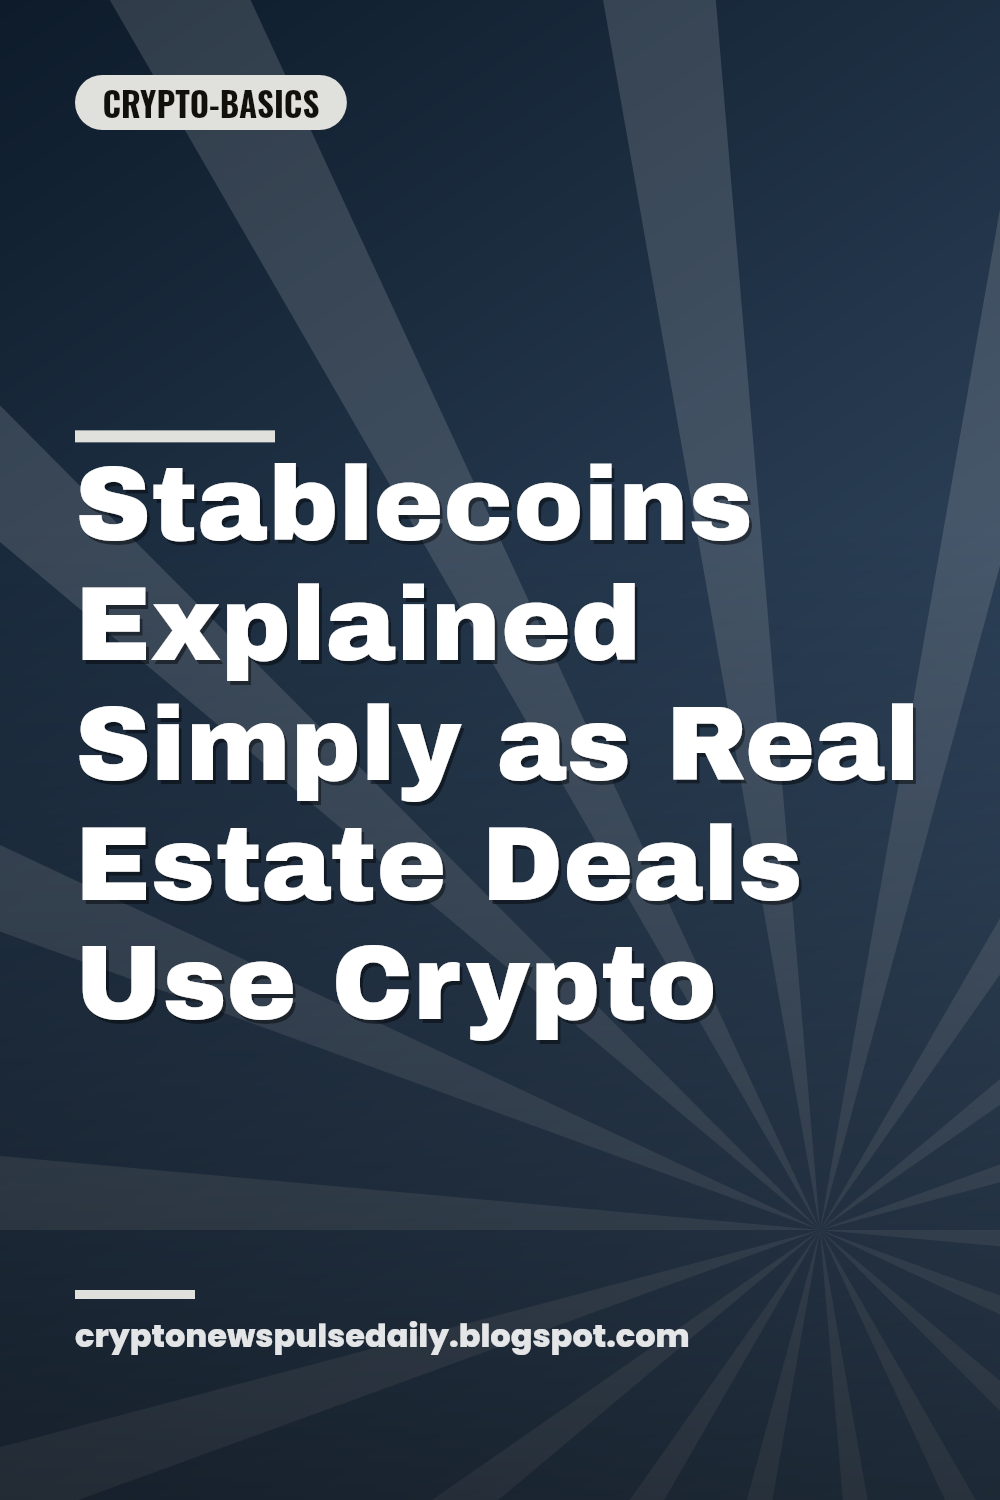 CRYPTO-BASICS
Stablecoins
Explained
Simply as Real
Estate Deals
Use Crypto
cryptonewspulsedaily.blogspot.com